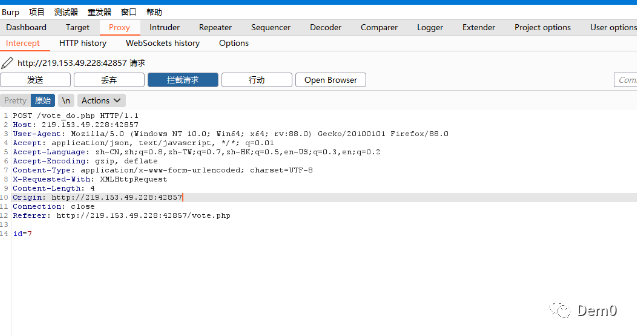 Burp 项目 测试器 重发器 窗口 帮助
Dashboard Target Proxy Intruder Repeater Sequencer Decoder Comparer Logger Extender Project options User options
Intercept HTTP history WebSockets history Options
http://219.153.49.228:42857 请求
发送 丢弃 拦截请求 行动 Open Browser Com
Pretty 原始 \n Actions
1 POST /vote_do.php HTTP/1.1
2 Host: 219.153.49.228:42857
3 User-Agent: Mozilla/5.0 (Windows NT 10.0; Win64; x64; rv:88.0) Gecko/20100101 Firefox/88.0
4 Accept: application/json, text/javascript, */*; q=0.01
5 Accept-Language: zh-CN,zh;q=0.8,zh-TW;q=0.7,zh-HK;q=0.5,en-US;q=0.3,en;q=0.2
6 Accept-Encoding: gzip, deflate
7 Content-Type: application/x-www-form-urlencoded; charset=UTF-8
8 X-Requested-With: XMLHttpRequest
9 Content-Length: 4
10 Origin: http://219.153.49.228:42857
11 Connection: close
12 Referer: http://219.153.49.228:42857/vote.php
13
14 id=7
Dem0